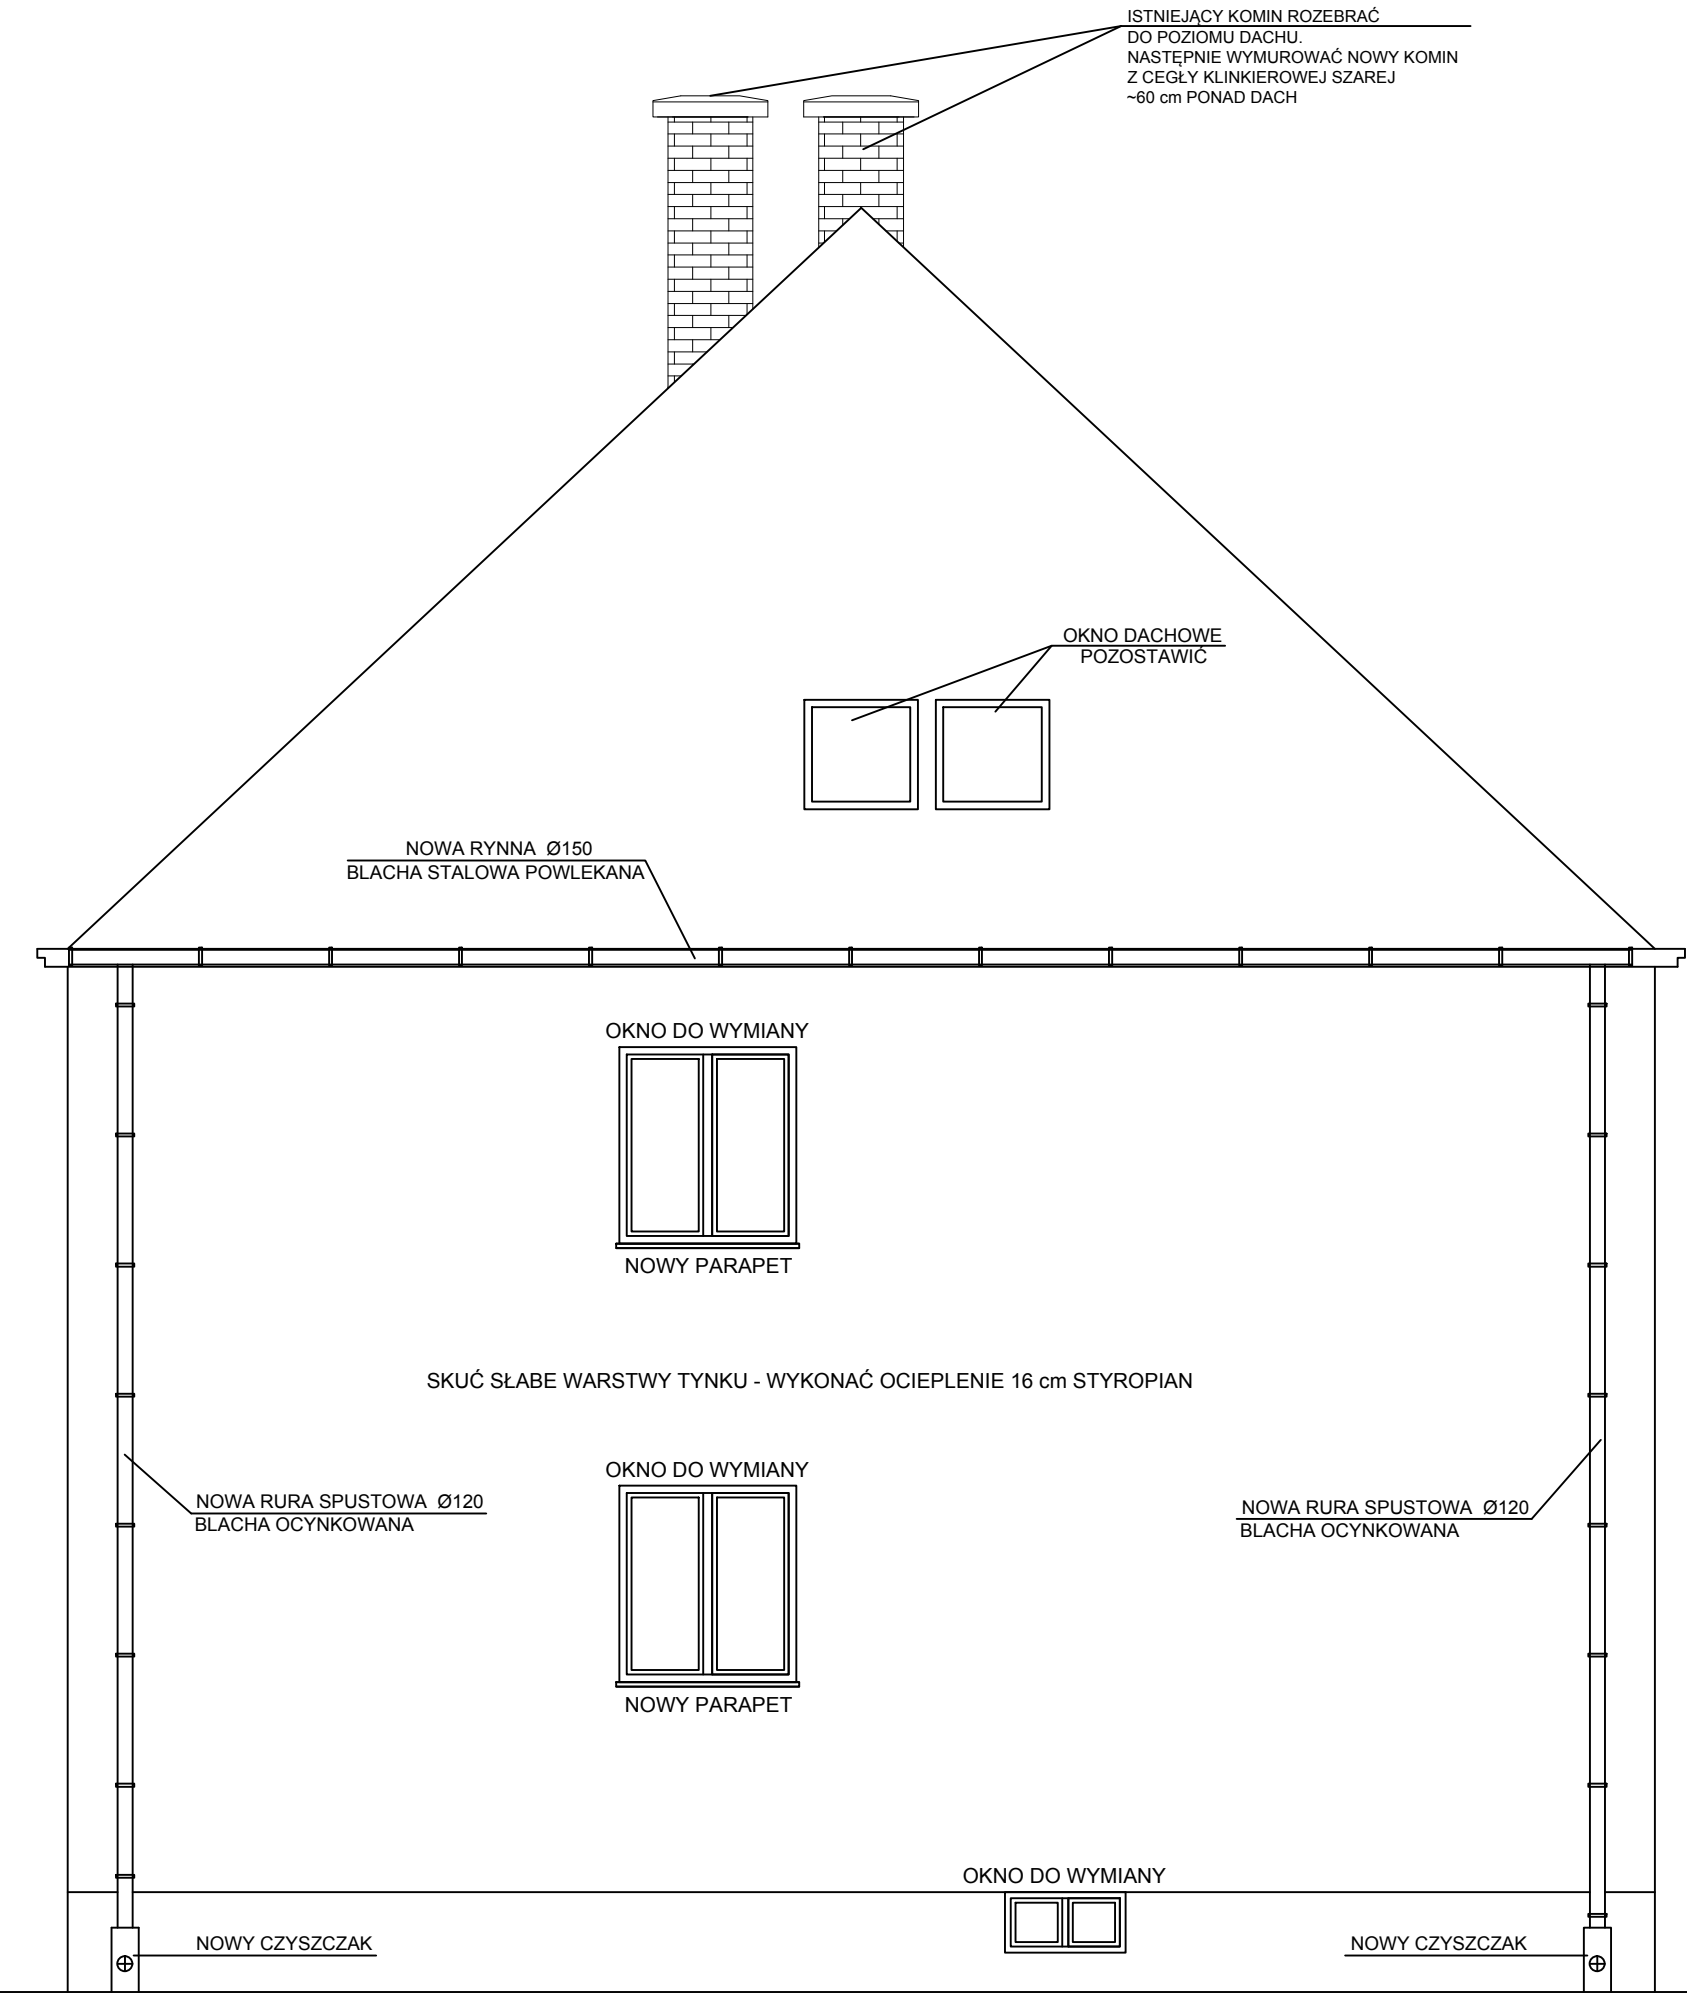 ISTNIEJĄCY KOMIN ROZEBRAĆ
DO POZIOMU DACHU.
NASTĘPNIE WYMUROWAĆ NOWY KOMIN
Z CEGŁY KLINKIEROWEJ SZAREJ
~60 cm PONAD DACH
OKNO DACHOWE
POZOSTAWIĆ
NOWA RYNNA Ø150
BLACHA STALOWA POWLEKANA
OKNO DO WYMIANY
NOWY PARAPET
SKUĆ SŁABE WARSTWY TYNKU - WYKONAĆ OCIEPLENIE 16 cm STYROPIAN
OKNO DO WYMIANY
NOWA RURA SPUSTOWA Ø120
BLACHA OCYNKOWANA
NOWA RURA SPUSTOWA Ø120
BLACHA OCYNKOWANA
NOWY PARAPET
OKNO DO WYMIANY
NOWY CZYSZCZAK
NOWY CZYSZCZAK